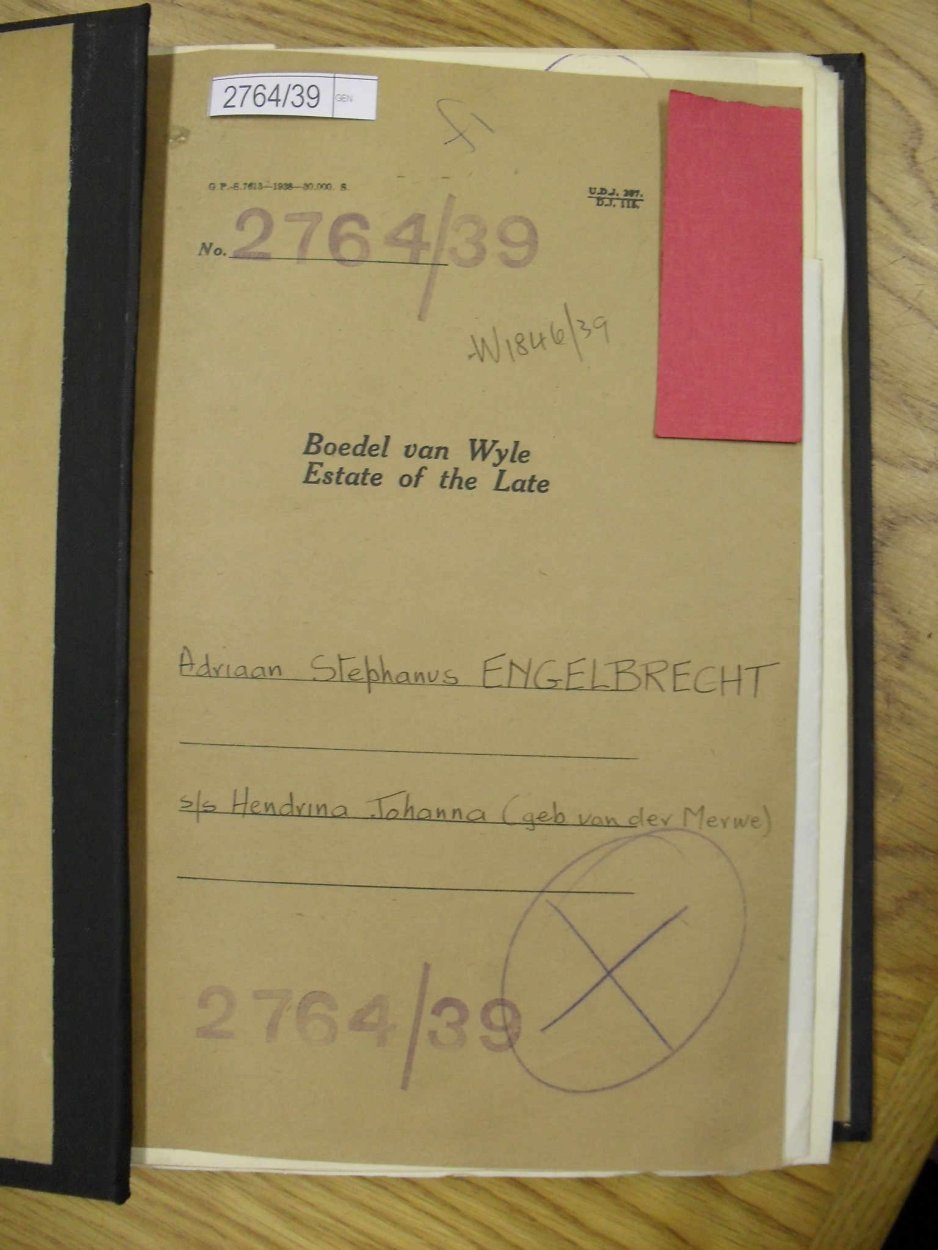 2764/39 GEN
G.P.-S.7613—1938—30.000. S.
U.D.J. 297.
D.J. 118.
No. 2764/39
W1846/39
Boedel van Wyle
Estate of the Late
Adriaan Stephanus ENGELBRECHT
s/s Hendrina Johanna (geb van der Merwe)
2764/39